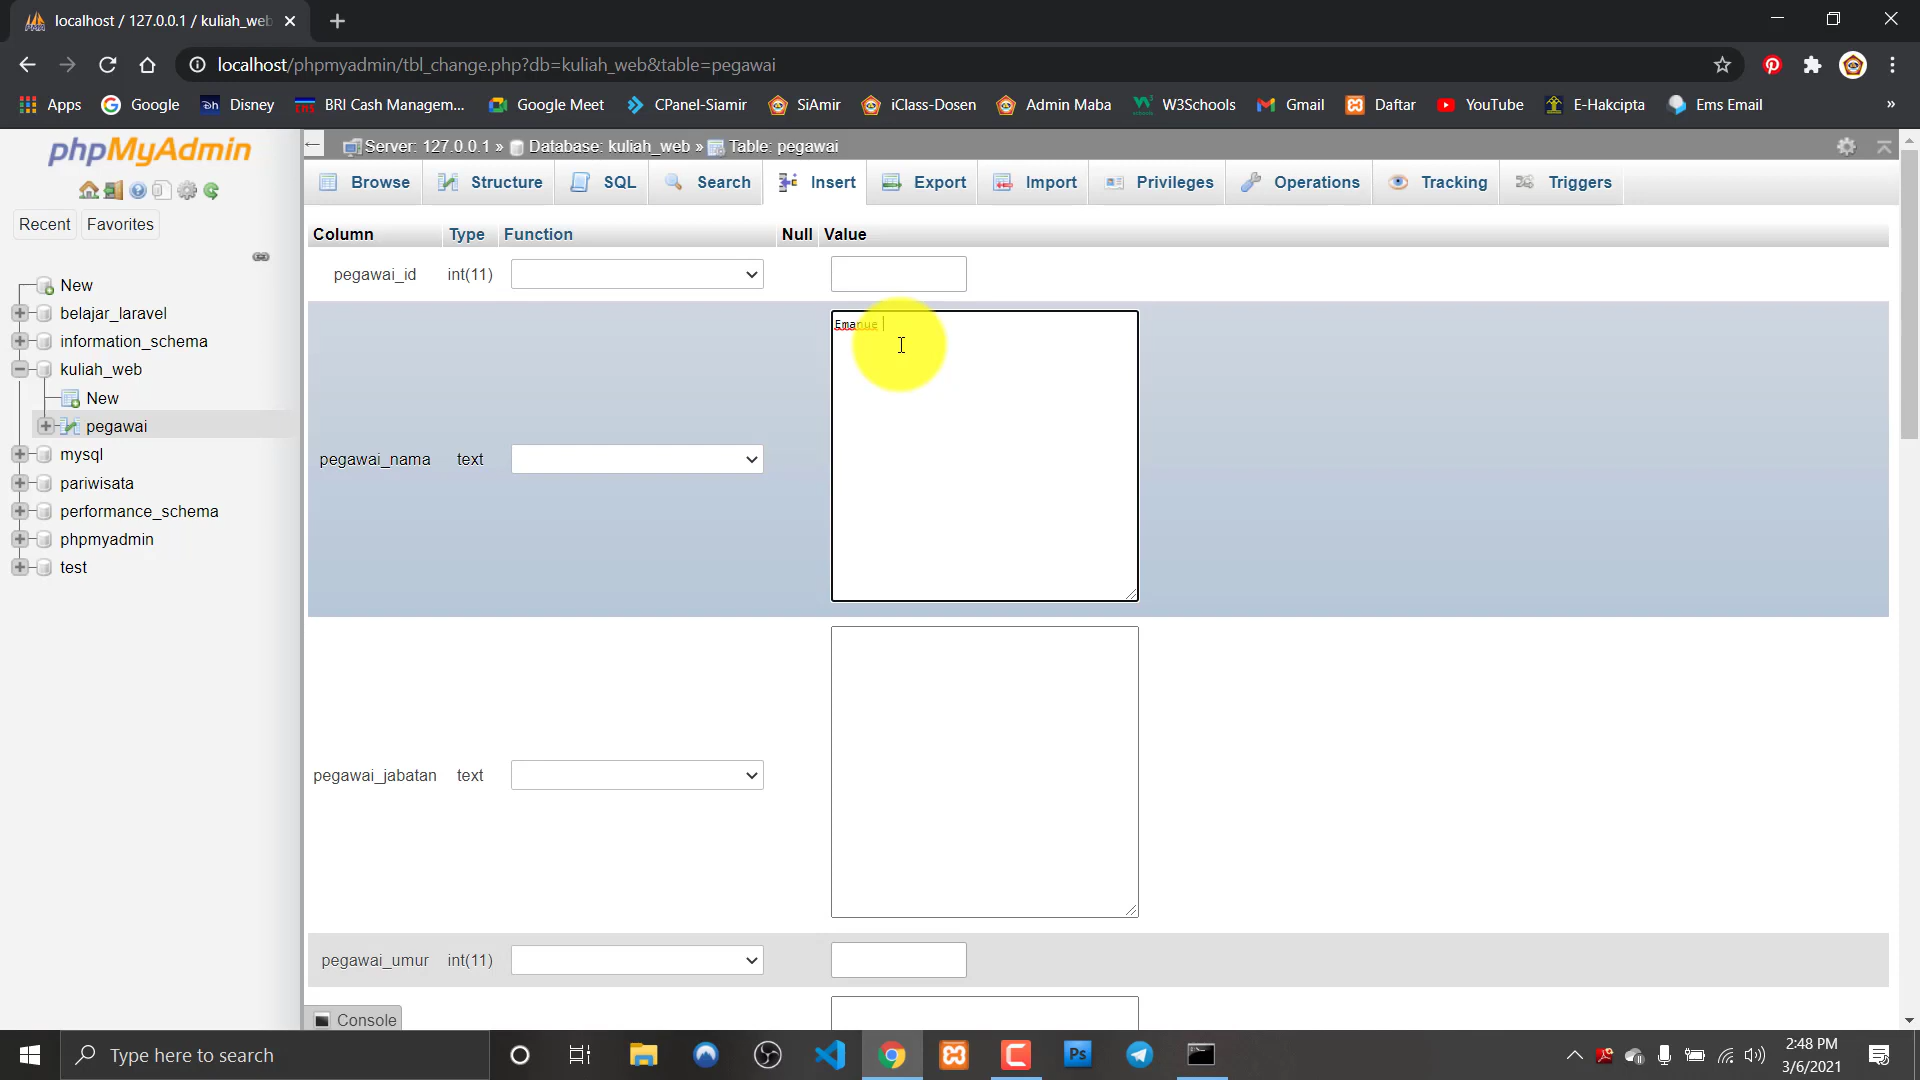 localhost / 127.0.0.1 / kuliah_web
localhost/phpmyadmin/tbl_change.php?db=kuliah_web&table=pegawai
Apps Google Disney BRI Cash Managem... Google Meet CPanel-Siamir SiAmir iClass-Dosen Admin Maba W3Schools Gmail Daftar YouTube E-Hakcipta Ems Email »
phpMyAdmin
Recent Favorites
New
belajar_laravel
information_schema
kuliah_web
New
pegawai
mysql
pariwisata
performance_schema
phpmyadmin
test
Server: 127.0.0.1 » Database: kuliah_web » Table: pegawai
Browse Structure SQL Search Insert Export Import Privileges Operations Tracking Triggers
Column Type Function Null Value
pegawai_id int(11)
Emanue
pegawai_nama text
pegawai_jabatan text
pegawai_umur int(11)
Console
Type here to search
Ps
2:48 PM
3/6/2021